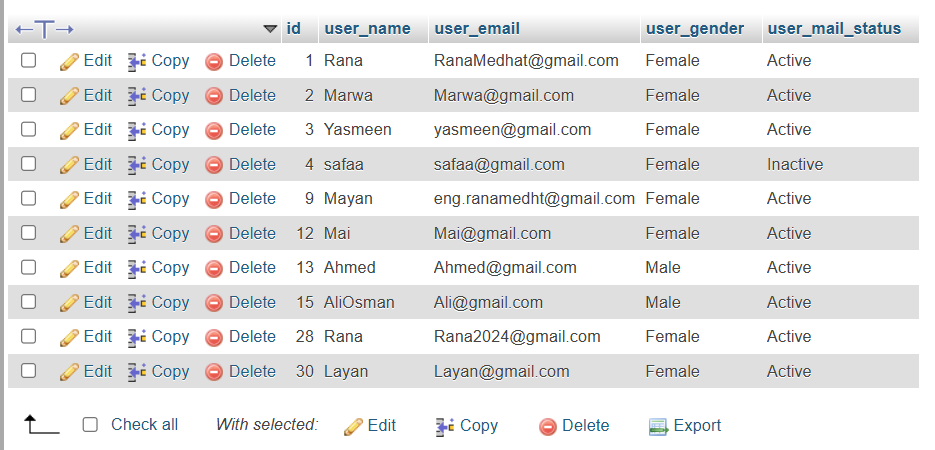 id user_name user_email user_gender user_mail_status
Edit Copy Delete 1 Rana RanaMedhat@gmail.com Female Active
Edit Copy Delete 2 Marwa Marwa@gmail.com Female Active
Edit Copy Delete 3 Yasmeen yasmeen@gmail.com Female Active
Edit Copy Delete 4 safaa safaa@gmail.com Female Inactive
Edit Copy Delete 9 Mayan eng.ranamedht@gmail.com Female Active
Edit Copy Delete 12 Mai Mai@gmail.com Female Active
Edit Copy Delete 13 Ahmed Ahmed@gmail.com Male Active
Edit Copy Delete 15 AliOsman Ali@gmail.com Male Active
Edit Copy Delete 28 Rana Rana2024@gmail.com Female Active
Edit Copy Delete 30 Layan Layan@gmail.com Female Active
Check all With selected: Edit Copy Delete Export